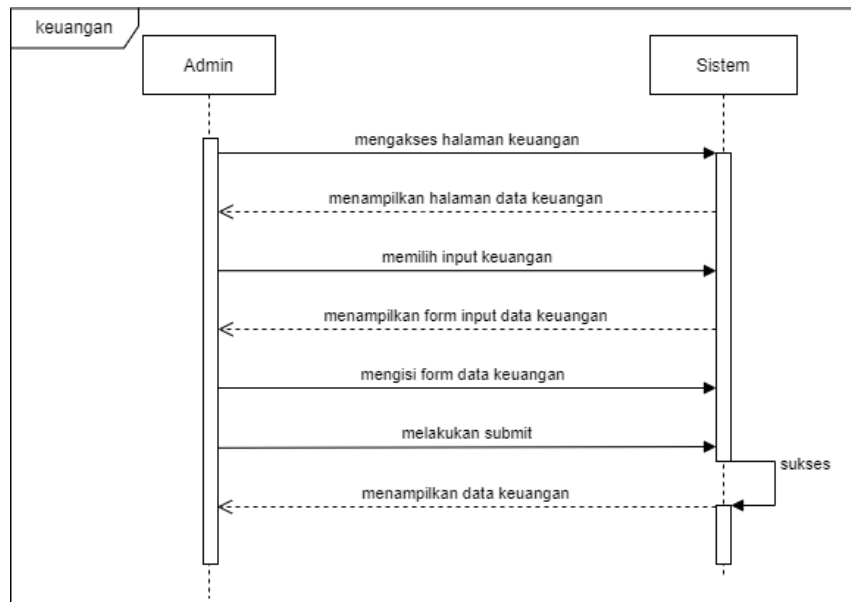 keuangan
Admin
Sistem
mengakses halaman keuangan
menampilkan halaman data keuangan
memilih input keuangan
menampilkan form input data keuangan
mengisi form data keuangan
melakukan submit
sukses
menampilkan data keuangan